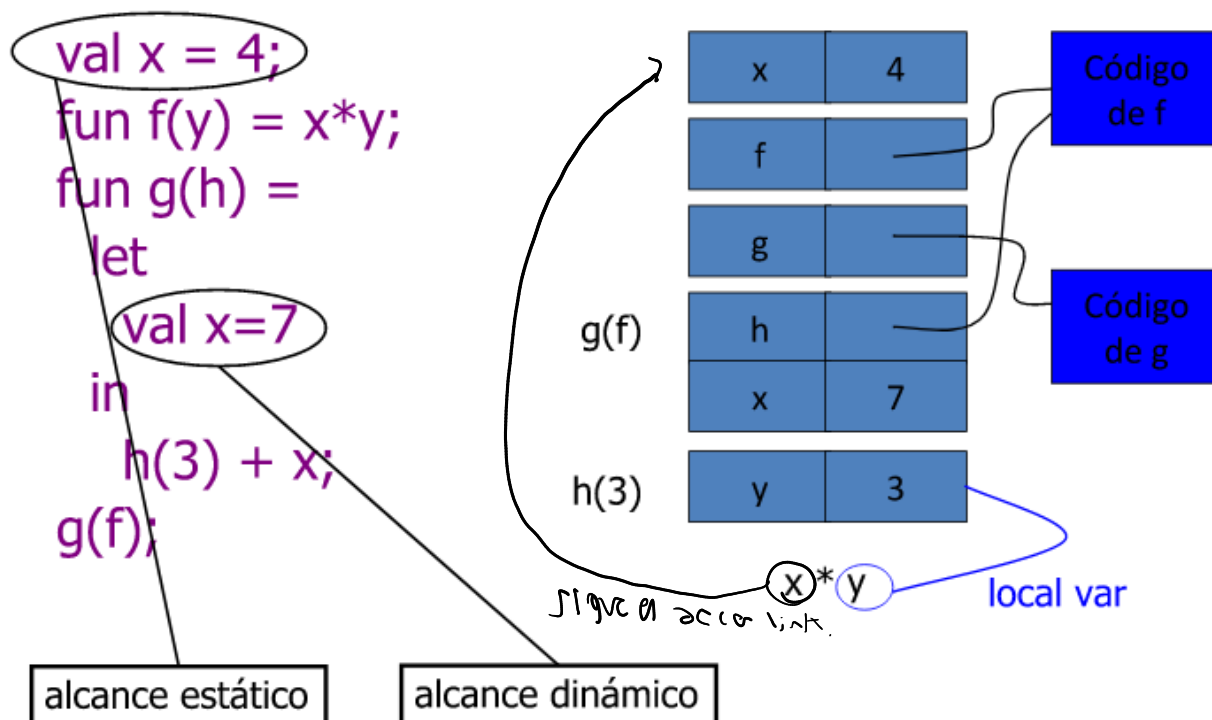 val x = 4;
fun f(y) = x*y;
fun g(h) =
let
val x=7
in
h(3) + x;
g(f);
alcance estático
alcance dinámico
x 4
f
g
g(f) h
x 7
h(3) y 3
x * y
local var
link.
Código
de f
Código
de g